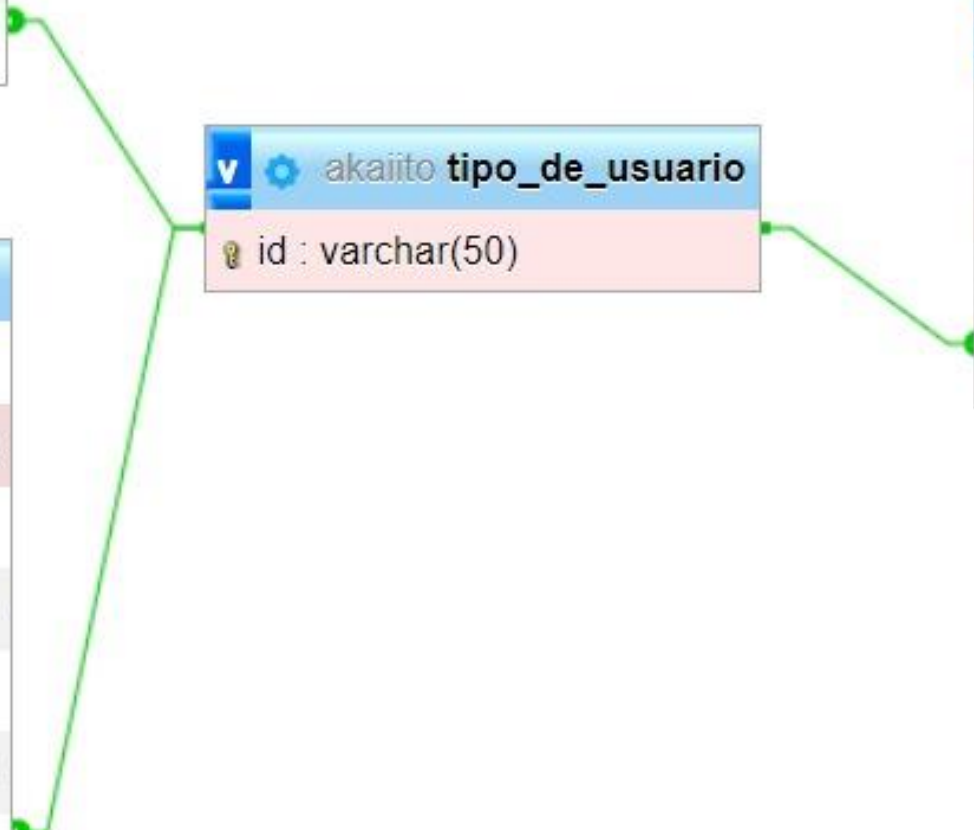 v akaiito tipo_de_usuario
id : varchar(50)